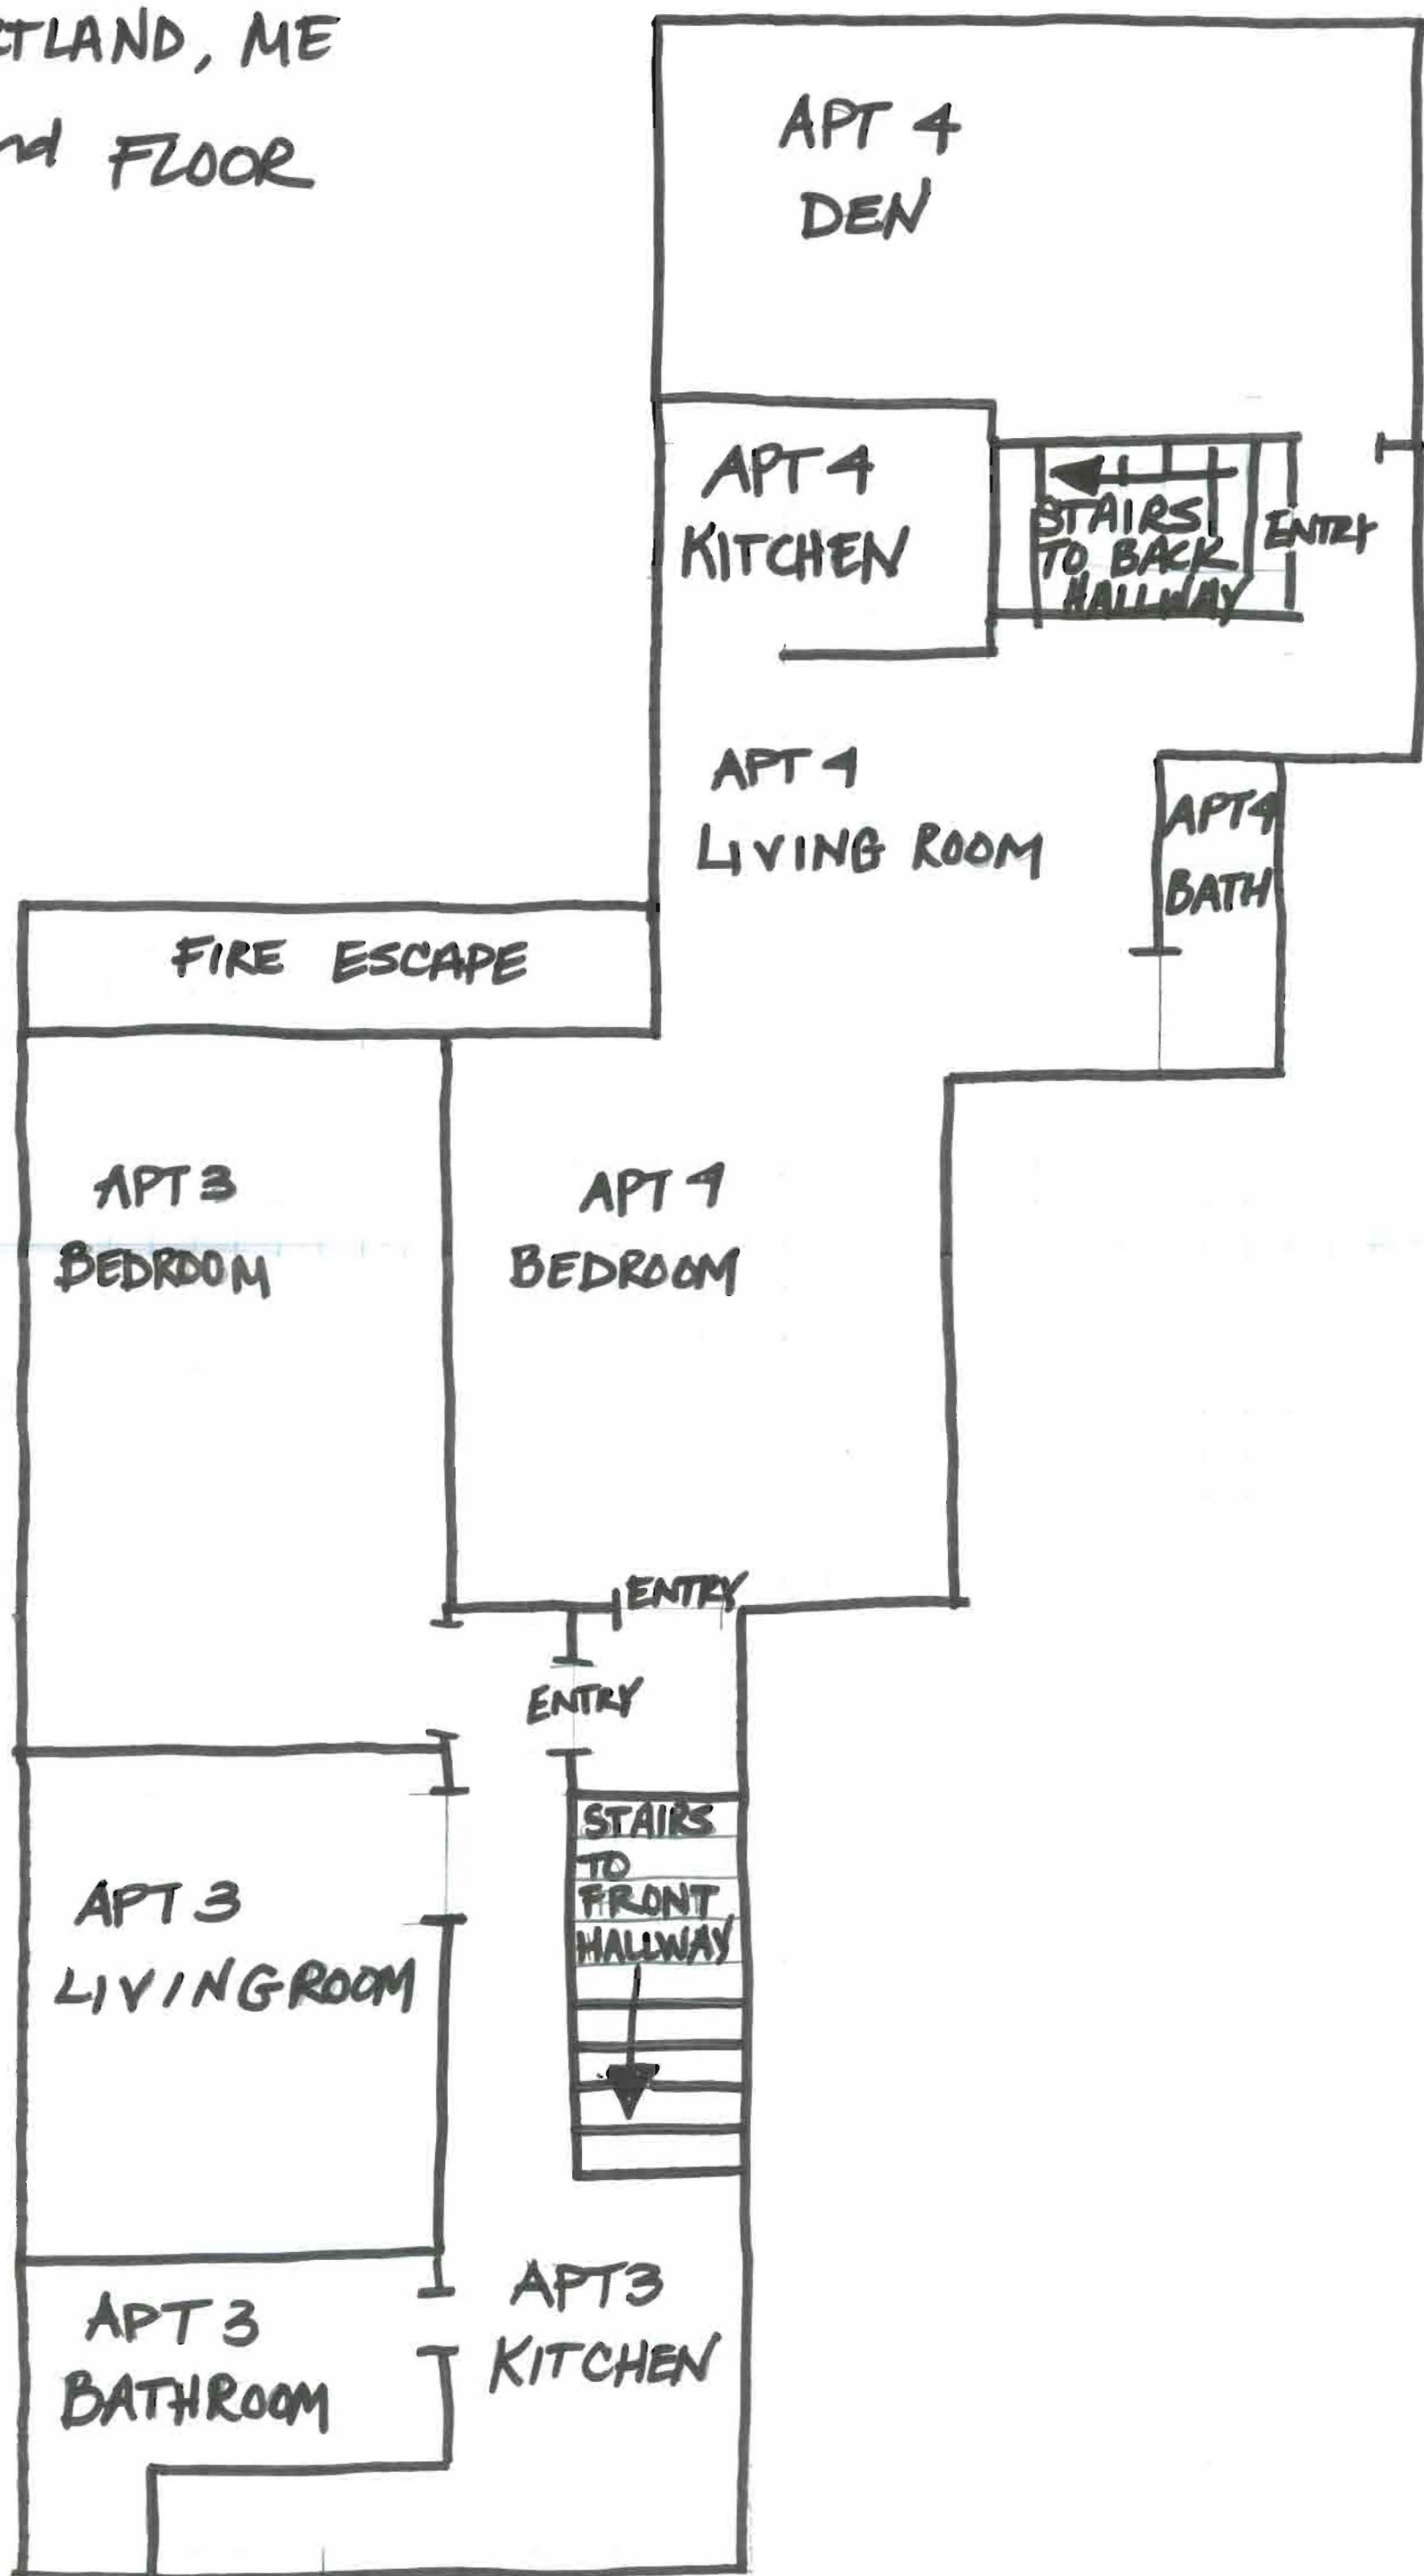 TLAND, ME
nd FLOOR
APT 4
DEN
APT 4
KITCHEN
STAIRS
TO BACK
HALLWAY
ENTRY
APT 4
LIVING ROOM
APT 4
BATH
FIRE ESCAPE
APT 3
BEDROOM
APT 4
BEDROOM
ENTRY
ENTRY
STAIRS
TO
FRONT
HALLWAY
APT 3
LIVING ROOM
APT 3
KITCHEN
APT 3
BATHROOM